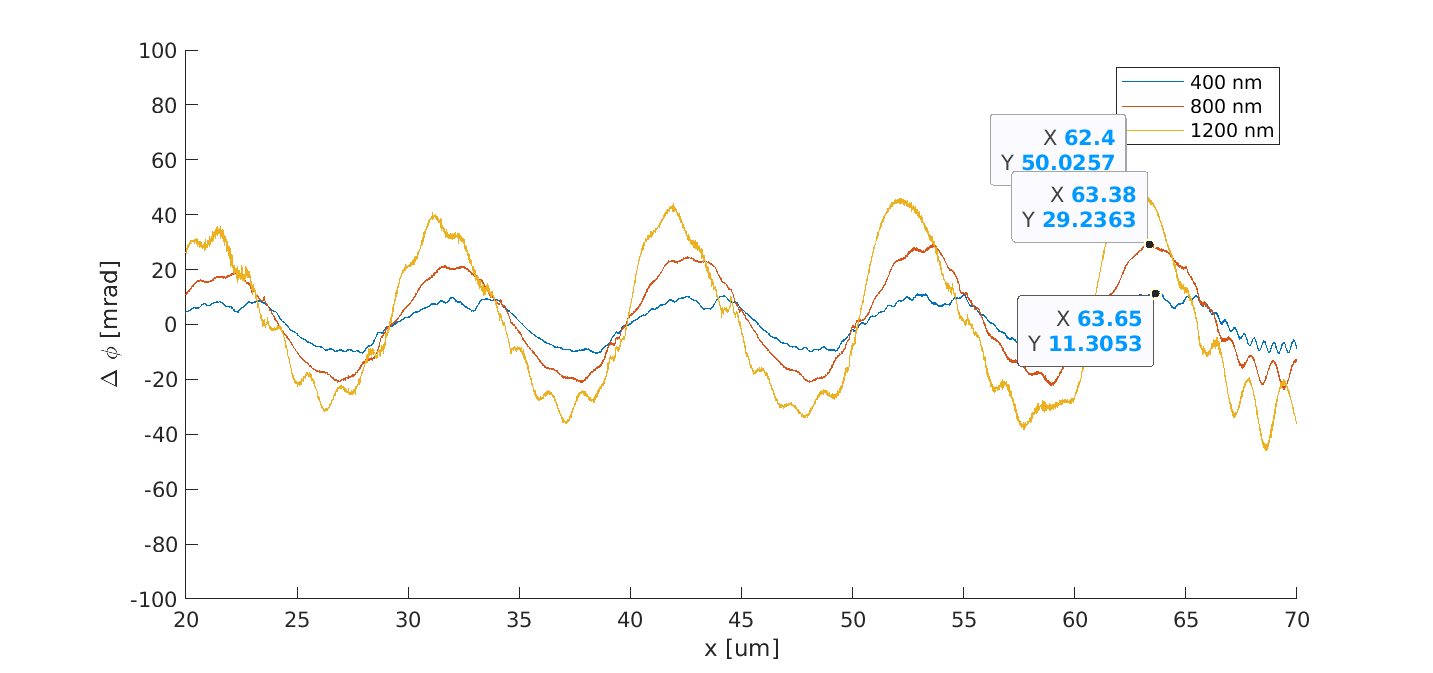 100
80
60
40
20
0
-20
-40
-60
-80
-100
Δ ϕ [mrad]
400 nm
800 nm
1200 nm
X 62.4
Y 50.0257
X 63.38
Y 29.2363
X 63.65
Y 11.3053
20 25 30 35 40 45 50 55 60 65 70
x [um]